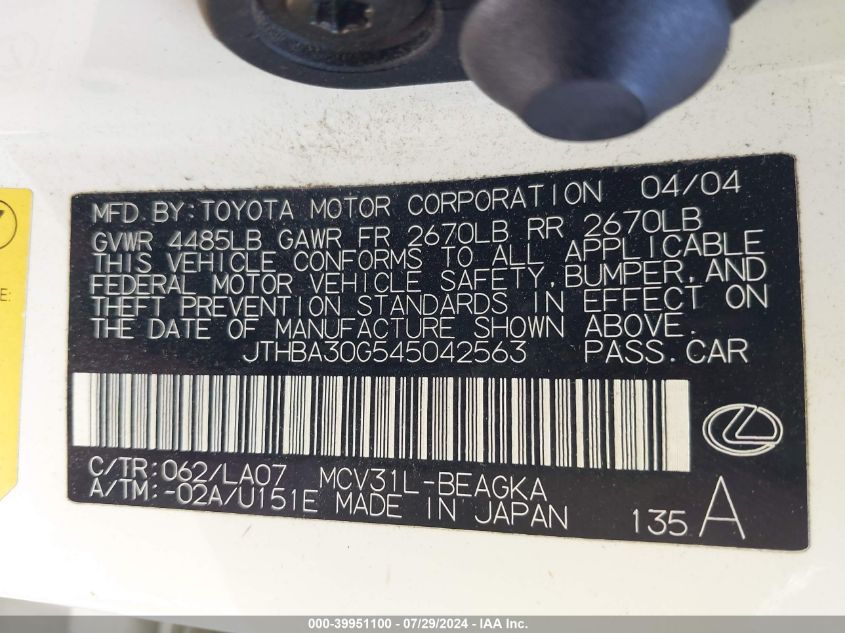 MFD. BY: TOYOTA MOTOR CORPORATION 04/04
GVWR 4485LB GAWR FR 2670LB RR 2670LB
THIS VEHICLE CONFORMS TO ALL APPLICABLE
FEDERAL MOTOR VEHICLE SAFETY, BUMPER, AND
THEFT PREVENTION STANDARDS IN EFFECT ON
THE DATE OF MANUFACTURE SHOWN ABOVE.
JTHBA30G545042563 PASS. CAR
C/TR: 062/LA07 MCV31L-BEAGKA
A/TM: -02A/U151E MADE IN JAPAN 135 A
E:
000-39951100 - 07/29/2024 - IAA Inc.